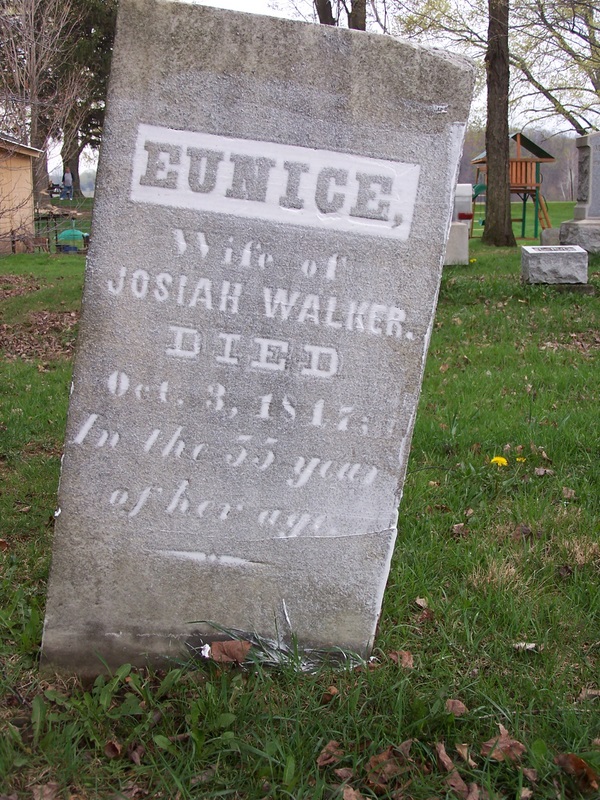 EUNICE,
Wife of
JOSIAH WALKER.
DIED
Oct. 3, 1847:
In the 55 year
of her age.